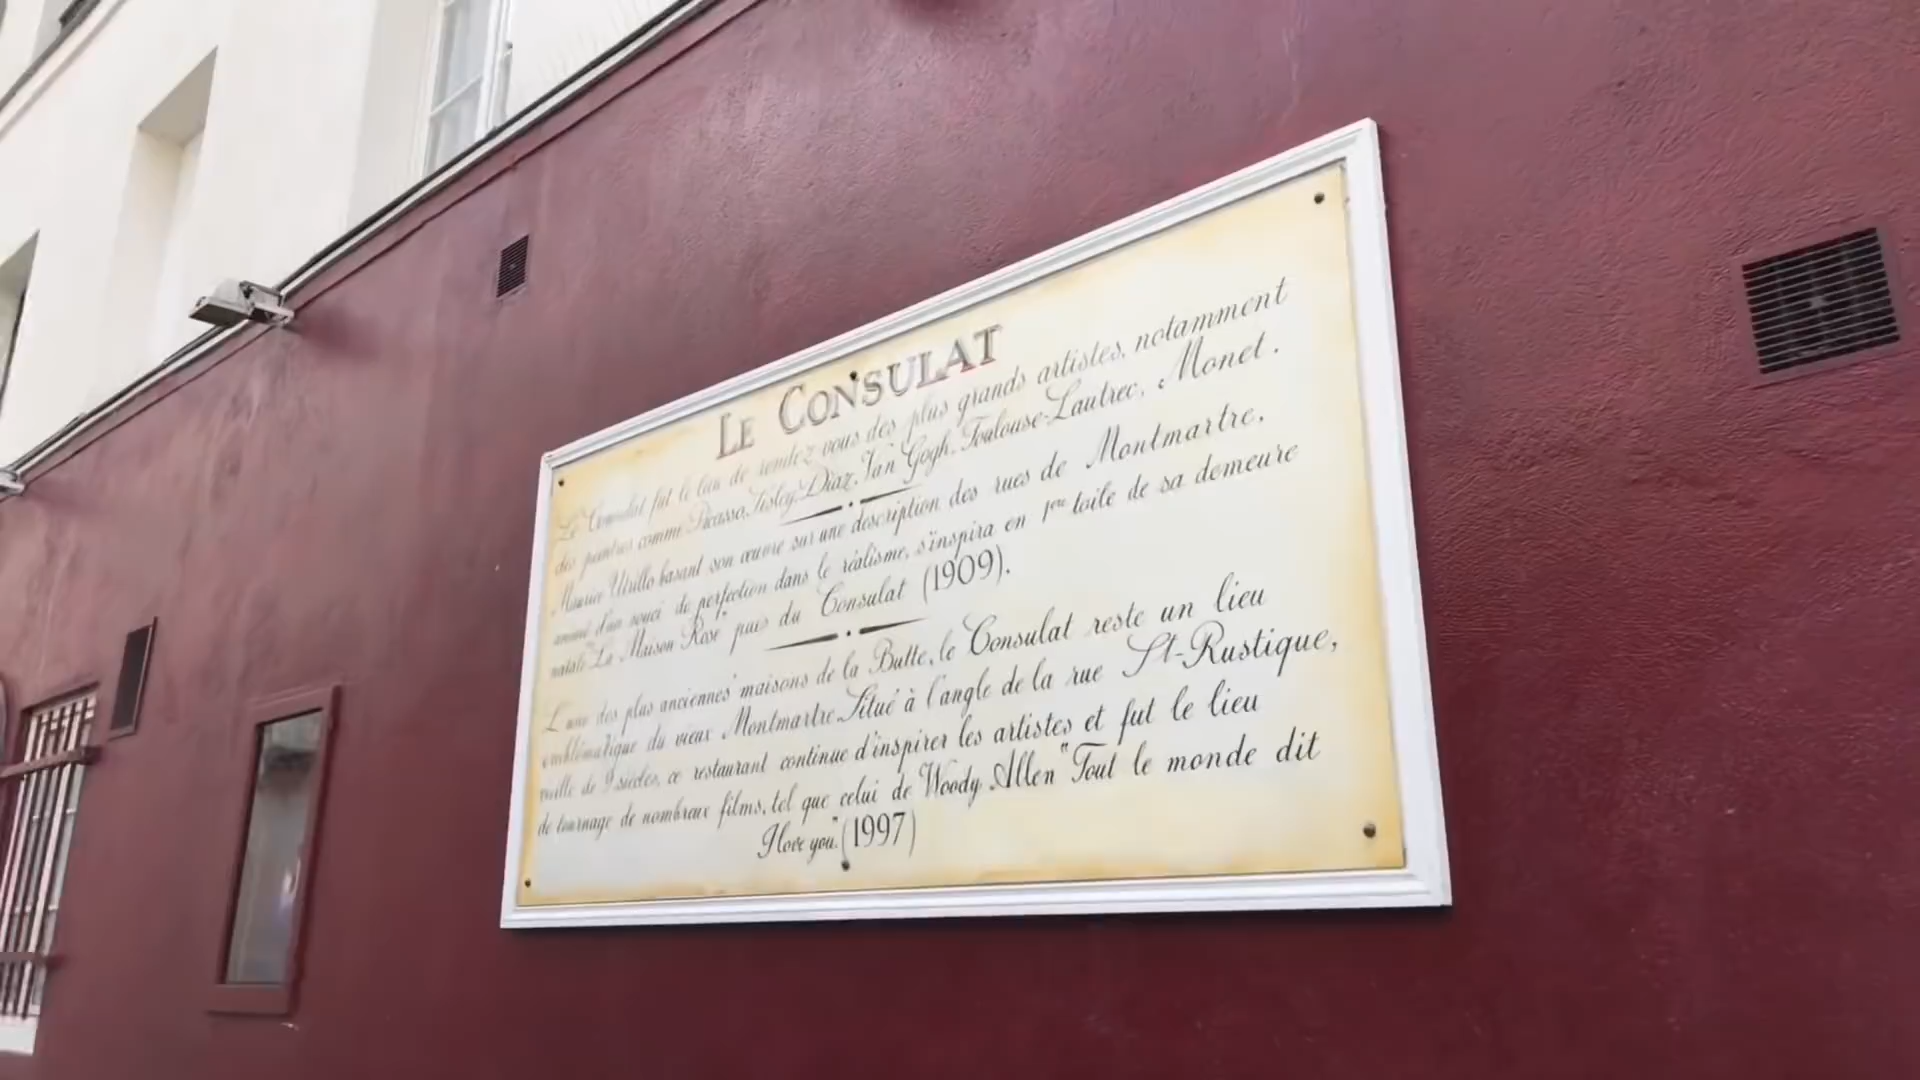 LE CONSULAT
Le Consulat fut le lieu de rendez-vous des plus grands artistes, notamment
des peintres comme Picasso, Sisley, Diaz, Van Gogh, Toulouse-Lautrec, Monet.
Maurice Utrillo basant son œuvre sur une description des rues de Montmartre,
animé d'un souci de perfection dans le réalisme, s'inspira en 1ère toile de sa demeure
natale "La Maison Rose" puis du Consulat (1909).
L'une des plus anciennes maisons de la Butte, le Consulat reste un lieu
emblématique du vieux Montmartre. Situé à l'angle de la rue St-Rustique,
vieille de 9 siècles, ce restaurant continue d'inspirer les artistes et fut le lieu
de tournage de nombreux films, tel que celui de Woody Allen "Tout le monde dit
I love you." (1997)